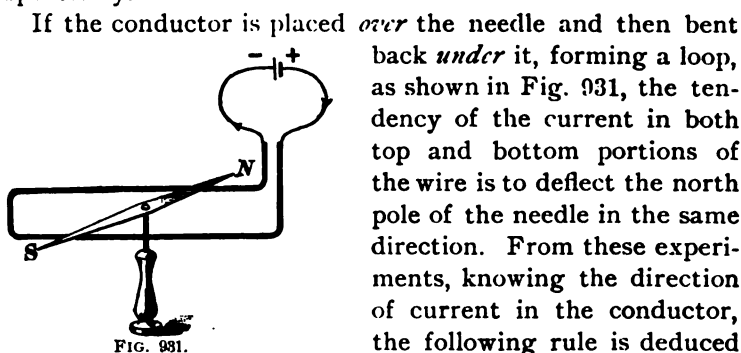 If the conductor is placed over the needle and then bent
back under it, forming a loop,
as shown in Fig. 931, the ten-
dency of the current in both
top and bottom portions of
the wire is to deflect the north
pole of the needle in the same
direction. From these experi-
ments, knowing the direction
of current in the conductor,
the following rule is deduced
- +
N
S
FIG. 931.